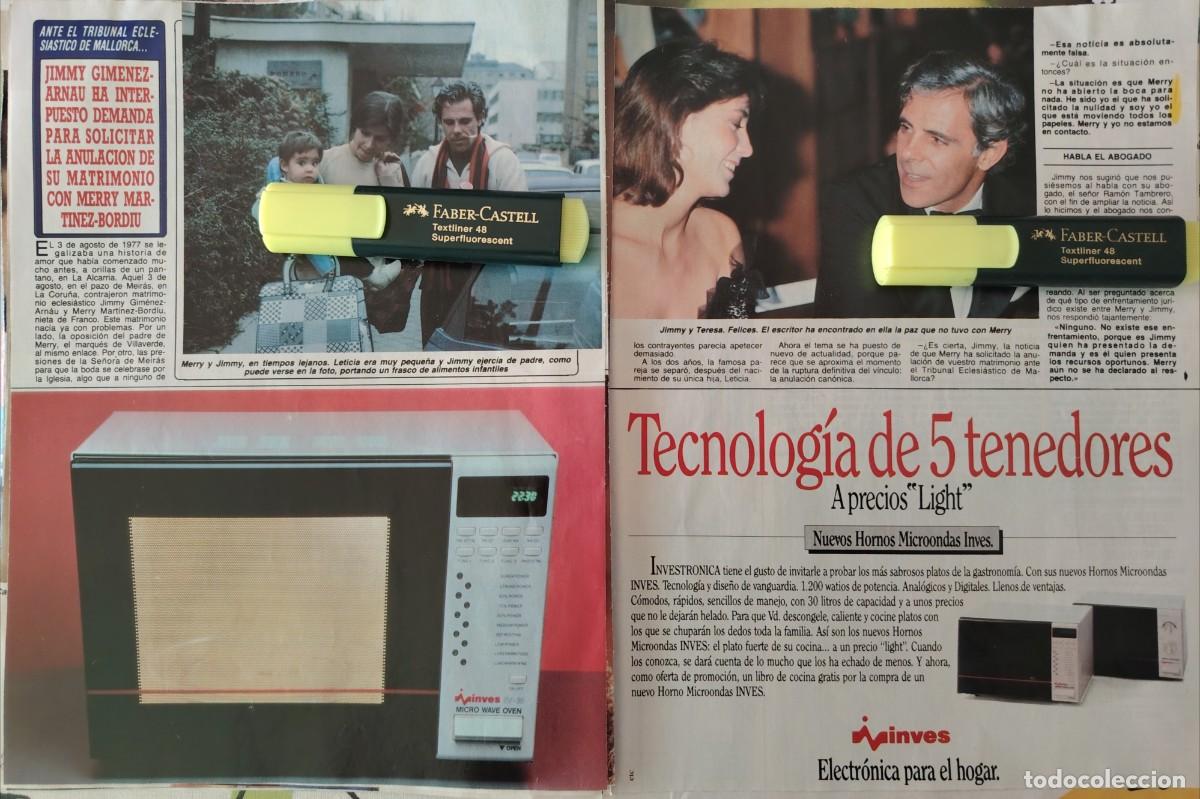 ANTE EL TRIBUNAL ECLE-
SIASTICO DE MALLORCA...
JIMMY GIMENEZ-
ARNAU HA INTER-
PUESTO DEMANDA
PARA SOLICITAR
LA ANULACION DE
SU MATRIMONIO
CON MERRY MAR-
TINEZ-BORDIU
EL 3 de agosto de 1977 se le-
galizaba una historia de
amor que había comenzado mu-
cho antes, a orillas de un pan-
tano, en La Alcarria. Aquel 3 de
agosto, en el pazo de Meirás, en
La Coruña, contrajeron matrimo-
nio eclesiástico Jimmy Giménez-
Arnáu y Merry Martínez-Bordiu,
nieta de Franco. Este matrimonio
nacía ya con problemas. Por un
lado, la oposición del padre de
Merry, el marqués de Villaverde,
al mismo enlace. Por otro, las pre-
siones de la Señora de Meirás
para que la boda se celebrase por
la Iglesia, algo que a ninguno de
FABER-CASTELL
Textliner 48
Superfluorescent
Merry y Jimmy, en tiempos lejanos. Leticia era muy pequeña y Jimmy ejercía de padre, como
puede verse en la foto, portando un frasco de alimentos infantiles
22:30
inves
MICRO WAVE OVEN
▼ OPEN
—Esa noticia es absoluta-
mente falsa.
—¿Cuál es la situación en-
tonces?
—La situación es que Merry
no ha abierto la boca para
nada. He sido yo el que ha soli-
citado la nulidad y soy yo el
que está moviendo todos los
papeles. Merry y yo no estamos
en contacto.
HABLA EL ABOGADO
Jimmy nos sugirió que nos pu-
siésemos al habla con su abo-
gado, el señor Ramón Tambrero,
con el fin de ampliar la noticia. Así
lo hicimos y el abogado nos con-
FABER-CASTELL
Textliner 48
Superfluorescent
reando. Al ser preguntado acerca
de qué tipo de enfrentamiento jurí-
dico existe entre Merry y Jimmy,
nos respondió tajantemente:
«Ninguno. No existe ese en-
frentamiento, porque es Jimmy
quien ha presentado la de-
manda y es él quien presenta
los recursos oportunos. Merry
aún no se ha declarado al res-
pecto.»
Jimmy y Teresa. Felices. El escritor ha encontrado en ella la paz que no tuvo con Merry
los contrayentes parecía apetecer
demasiado.
A los dos años, la famosa pa-
reja se separó, después del naci-
miento de su única hija, Leticia.
Ahora el tema se ha puesto de
nuevo de actualidad, porque pa-
rece que se aproxima el momento
de la ruptura definitiva del vínculo:
la anulación canónica.
—¿Es cierta, Jimmy, la noticia
de que Merry ha solicitado la anu-
lación de vuestro matrimonio ante
el Tribunal Eclesiástico de Ma-
llorca?
Tecnología de 5 tenedores
A precios "Light"
Nuevos Hornos Microondas Inves.
INVESTRONICA tiene el gusto de invitarle a probar los más sabrosos platos de la gastronomía. Con sus nuevos Hornos Microondas
INVES. Tecnología y diseño de vanguardia. 1.200 watios de potencia. Analógicos y Digitales. Llenos de ventajas.
Cómodos, rápidos, sencillos de manejo, con 30 litros de capacidad y a unos precios
que no le dejarán helado. Para que Vd. descongele, caliente y cocine platos con
los que se chuparán los dedos toda la familia. Así son los nuevos Hornos
Microondas INVES: el plato fuerte de su cocina... a un precio "light". Cuando
los conozca, se dará cuenta de lo mucho que los ha echado de menos. Y ahora,
como oferta de promoción, un libro de cocina gratis por la compra de un
nuevo Horno Microondas INVES.
inves
Electrónica para el hogar.
todocoleccion